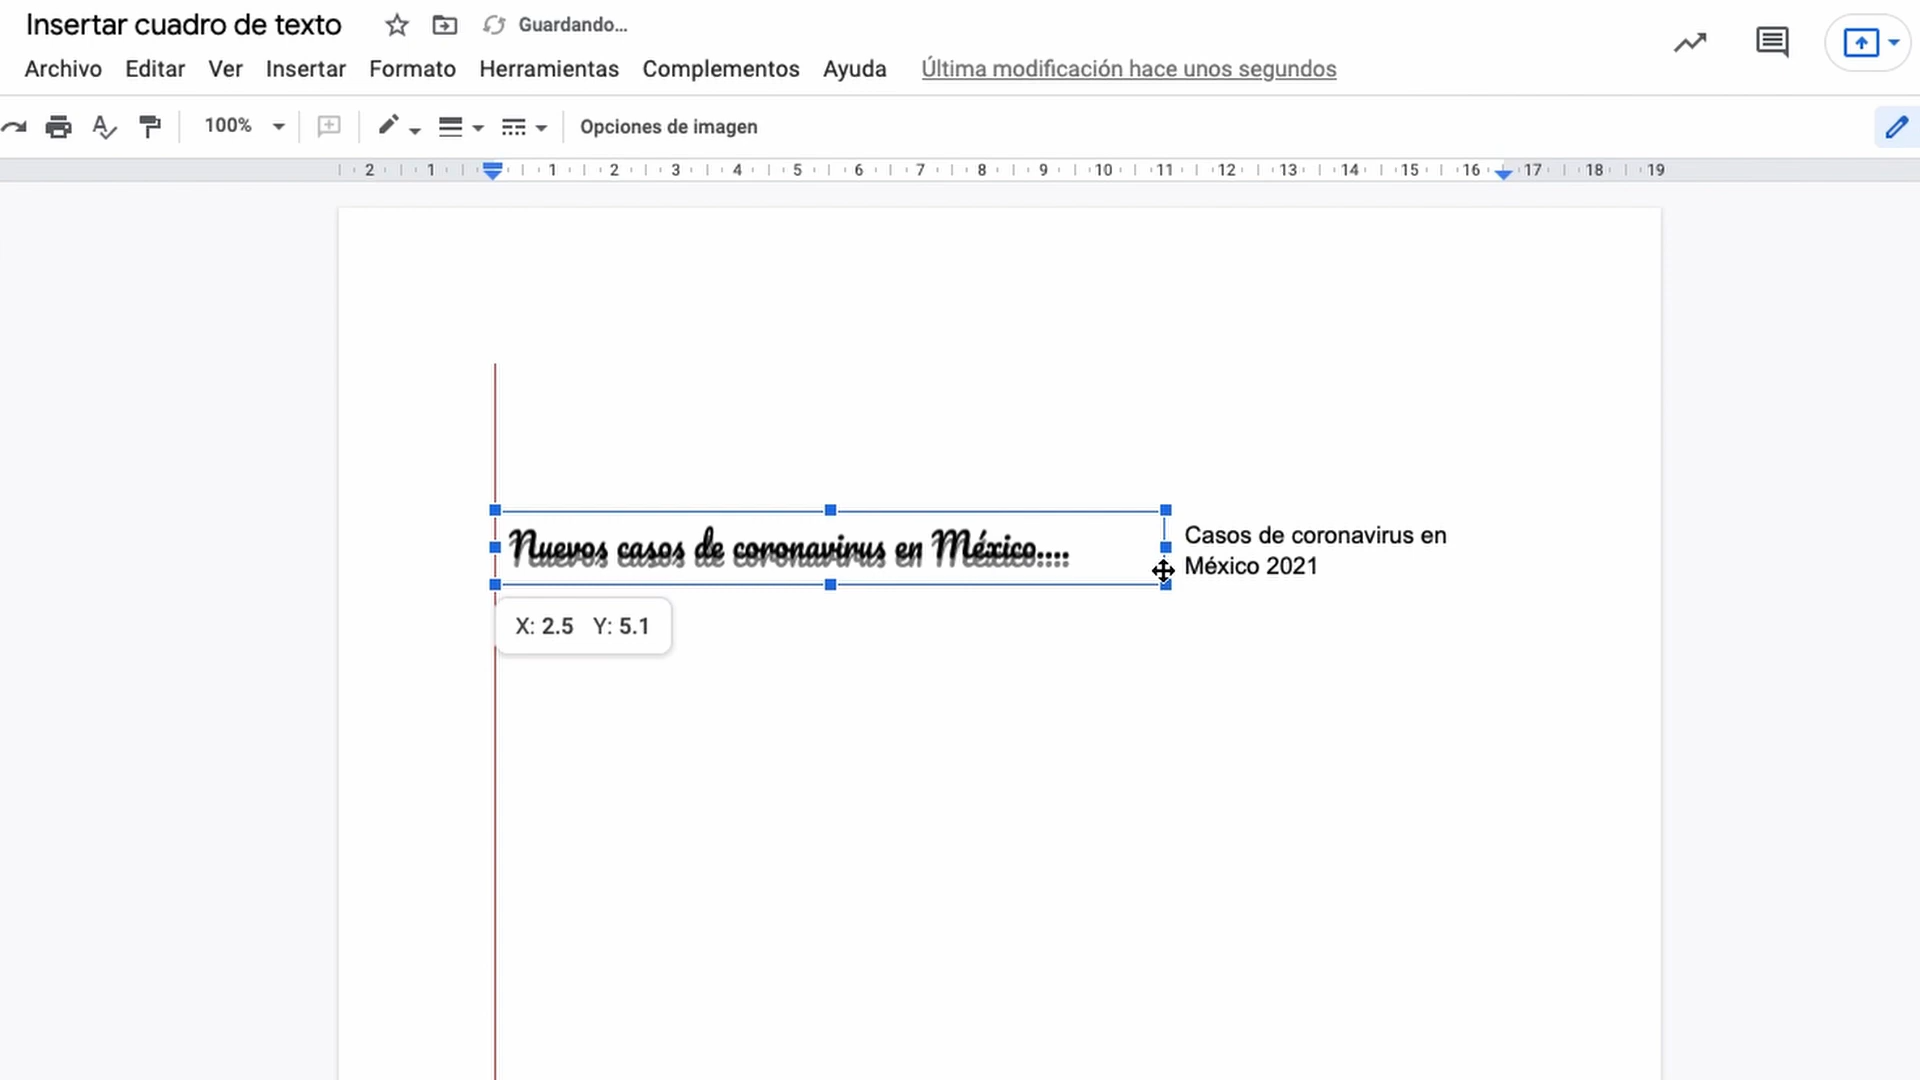 Insertar cuadro de texto Guardando...
Archivo Editar Ver Insertar Formato Herramientas Complementos Ayuda Última modificación hace unos segundos
100% Opciones de imagen
2 1 1 2 3 4 5 6 7 8 9 10 11 12 13 14 15 16 17 18 19
Nuevos casos de coronavirus en México....
Casos de coronavirus en
México 2021
X: 2.5 Y: 5.1